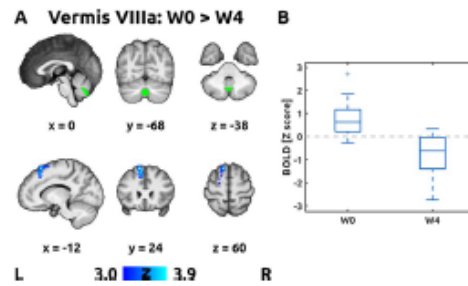 A Vermis VIIIa: W0 > W4 B
x = 0 y = -68 z = -38
x = -12 y = 24 z = 60
L 3.0 Z 3.9 R
BOLD [Z score]
3
2
1
0
-1
-2
-3
W0 W4